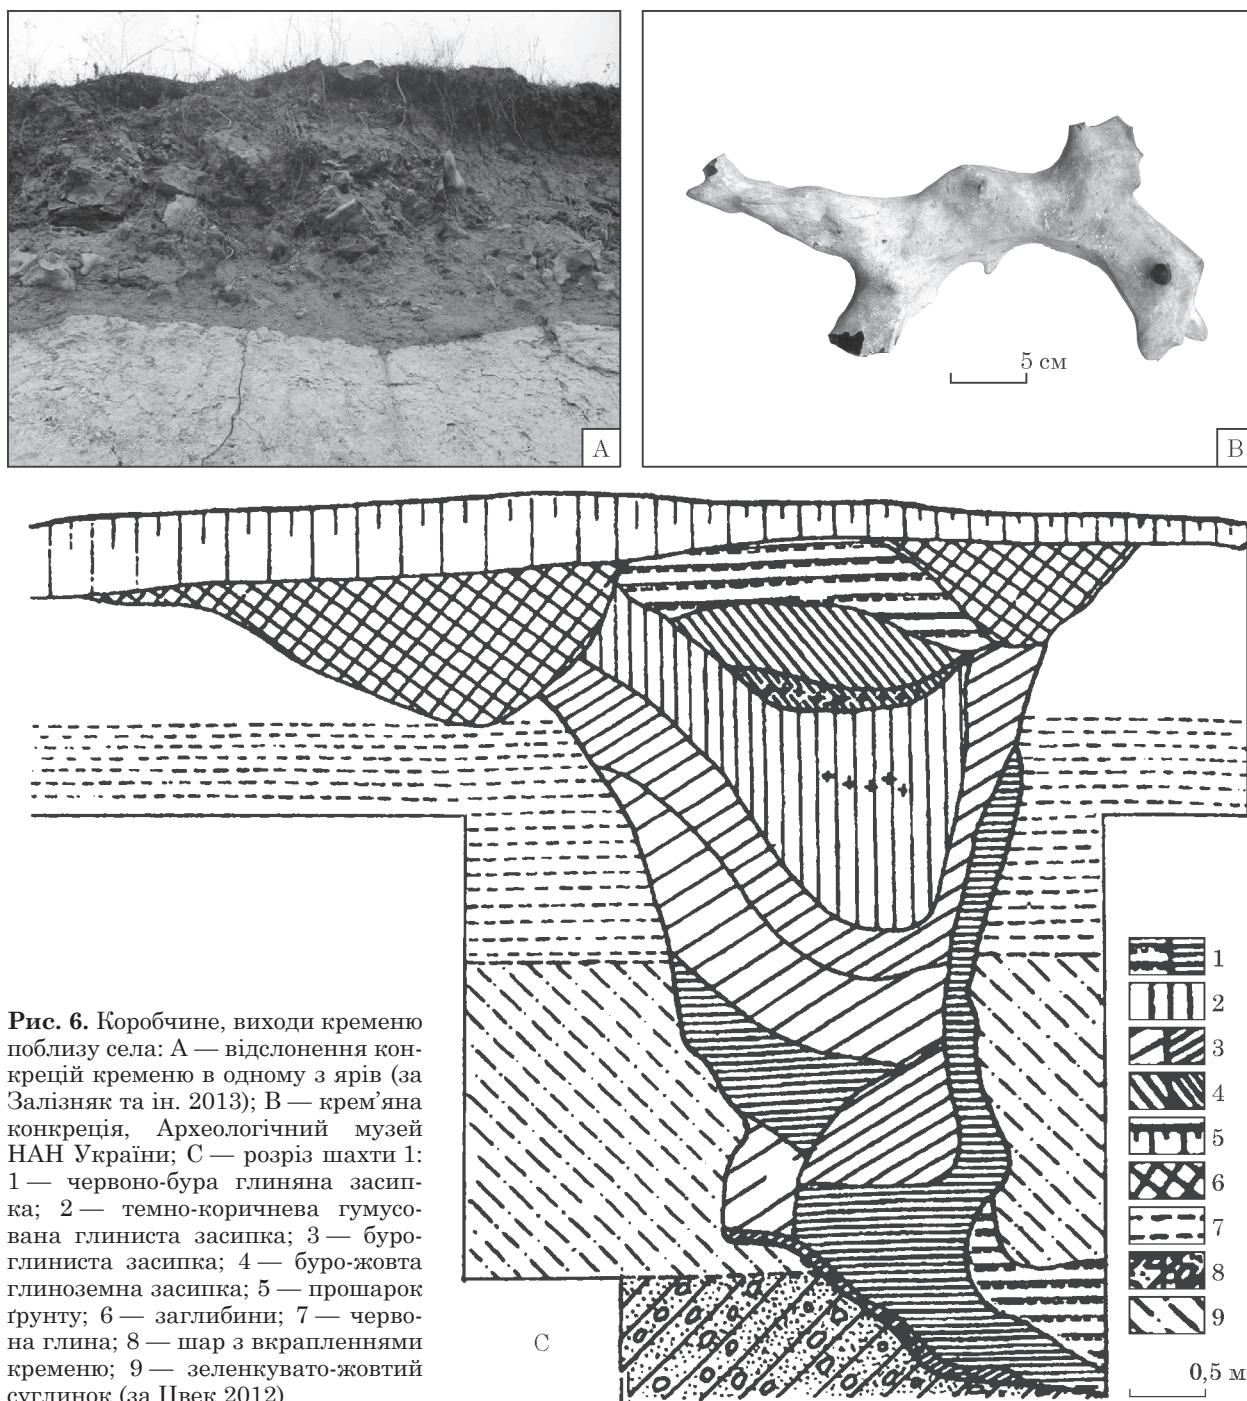 A
B
5 см
Рис. 6. Коробчине, виходи кременю
поблизу села: А — відслонення кон-
крецій кременю в одному з ярів (за
Залізняк та ін. 2013); В — крем’яна
конкреція, Археологічний музей
НАН України; С — розріз шахти 1:
1 — червоно-бура глиняна засип-
ка; 2 — темно-коричнева гумусо-
вана глиниста засипка; 3 — буро-
глиниста засипка; 4 — буро-жовта
глиноземна засипка; 5 — прошарок
ґрунту; 6 — заглибини; 7 — черво-
на глина; 8 — шар з вкрапленнями
кременю; 9 — зеленкувато-жовтий
суглинок (за Цвек 2012)
C
1
2
3
4
5
6
7
8
9
0,5 м